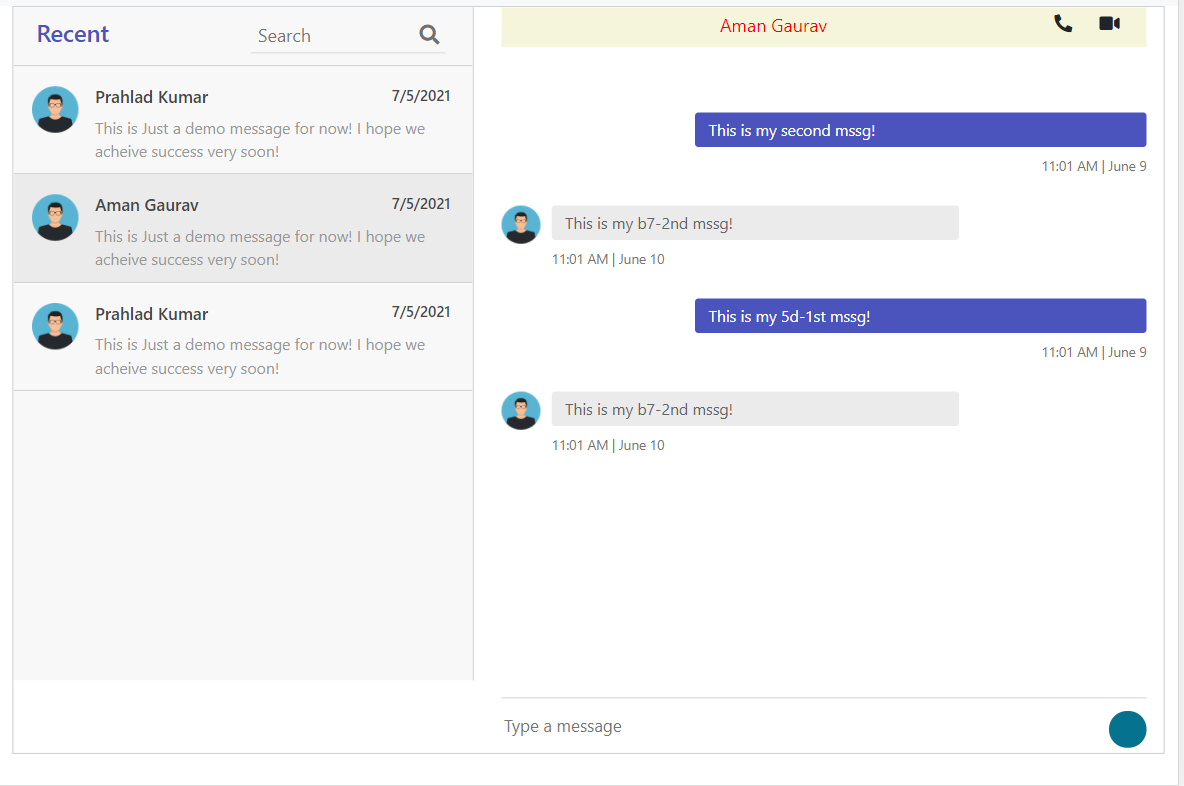 Recent
Search
Prahlad Kumar
7/5/2021
This is Just a demo message for now! I hope we
acheive success very soon!
Aman Gaurav
7/5/2021
This is Just a demo message for now! I hope we
acheive success very soon!
Prahlad Kumar
7/5/2021
This is Just a demo message for now! I hope we
acheive success very soon!
Aman Gaurav
This is my second mssg!
11:01 AM | June 9
This is my b7-2nd mssg!
11:01 AM | June 10
This is my 5d-1st mssg!
11:01 AM | June 9
This is my b7-2nd mssg!
11:01 AM | June 10
Type a message